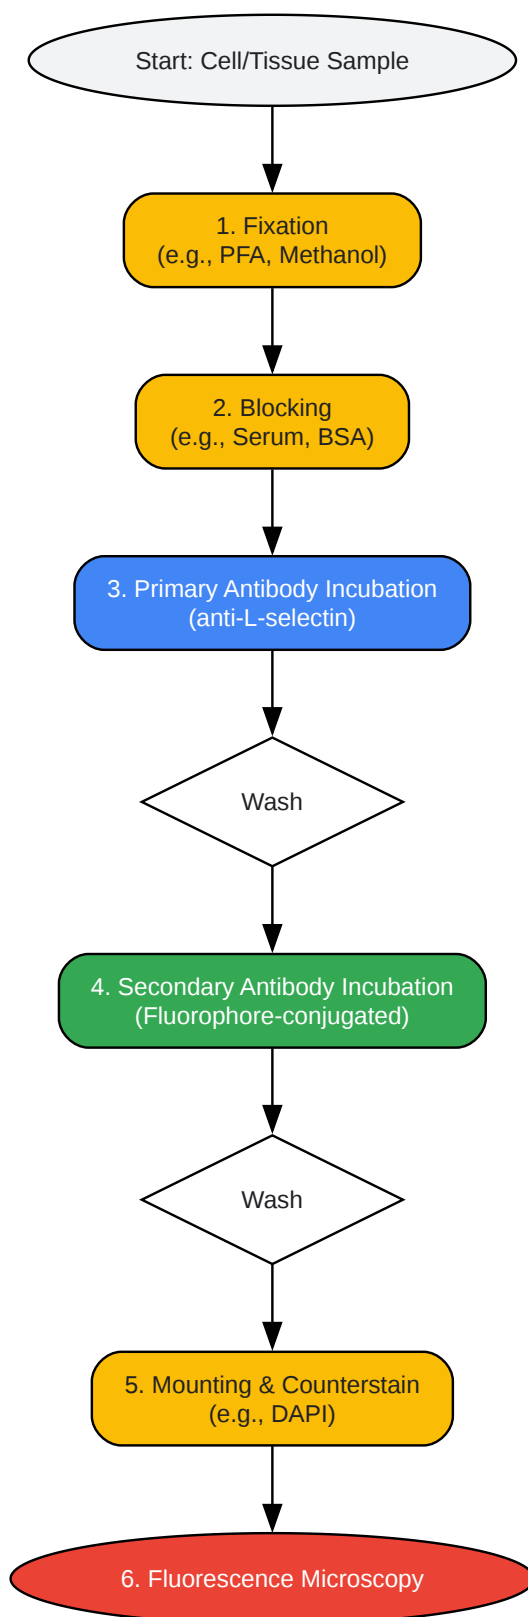 Start: Cell/Tissue Sample
1. Fixation
(e.g., PFA, Methanol)
2. Blocking
(e.g., Serum, BSA)
3. Primary Antibody Incubation
(anti-L-selectin)
Wash
4. Secondary Antibody Incubation
(Fluorophore-conjugated)
Wash
5. Mounting & Counterstain
(e.g., DAPI)
6. Fluorescence Microscopy